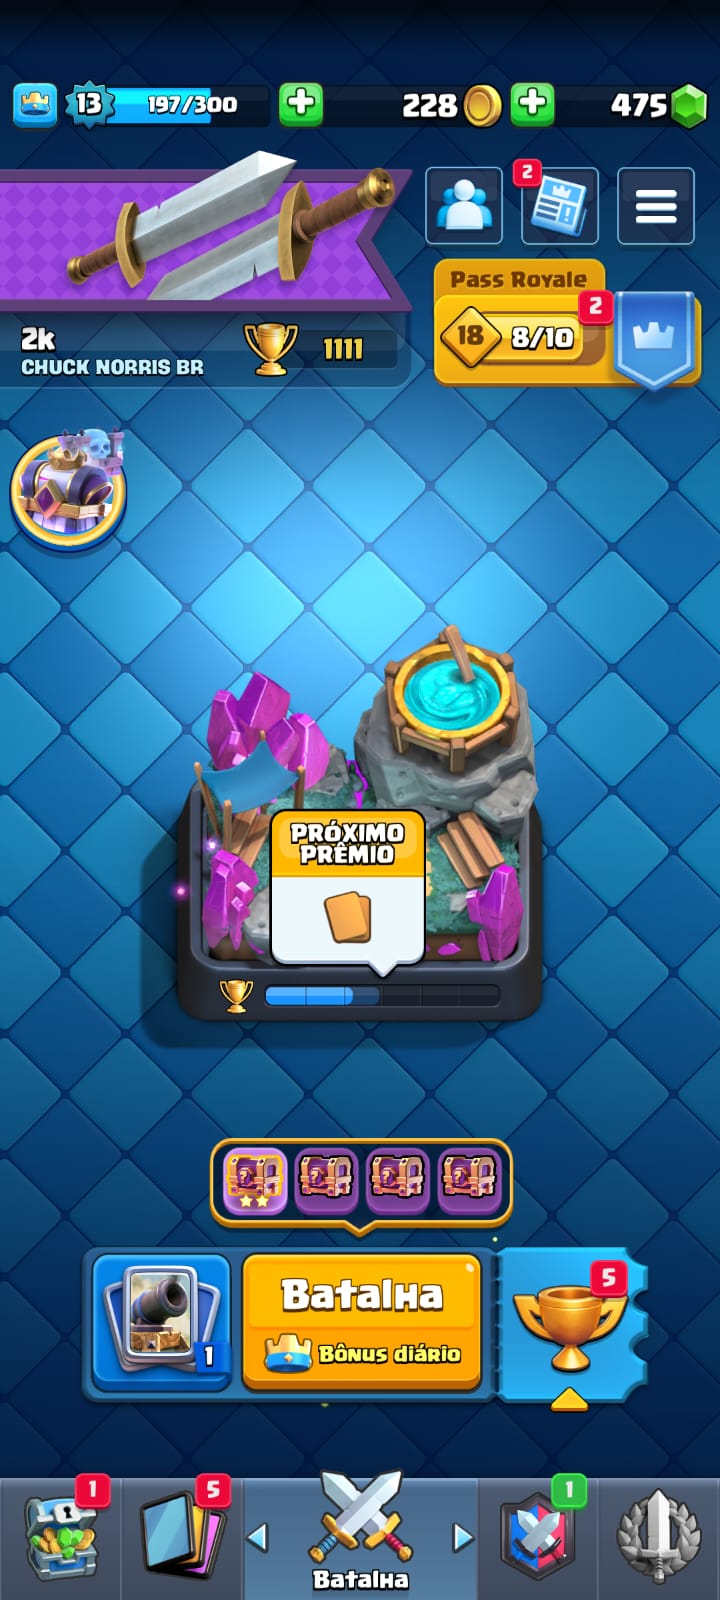 13
197/300
228
475
2
Pass Royale
2
18
8/10
2k
CHUCK NORRIS BR
1111
PRÓXIMO
PRÊMIO
Batalha
5
1
Bônus diário
1
5
1
Batalha